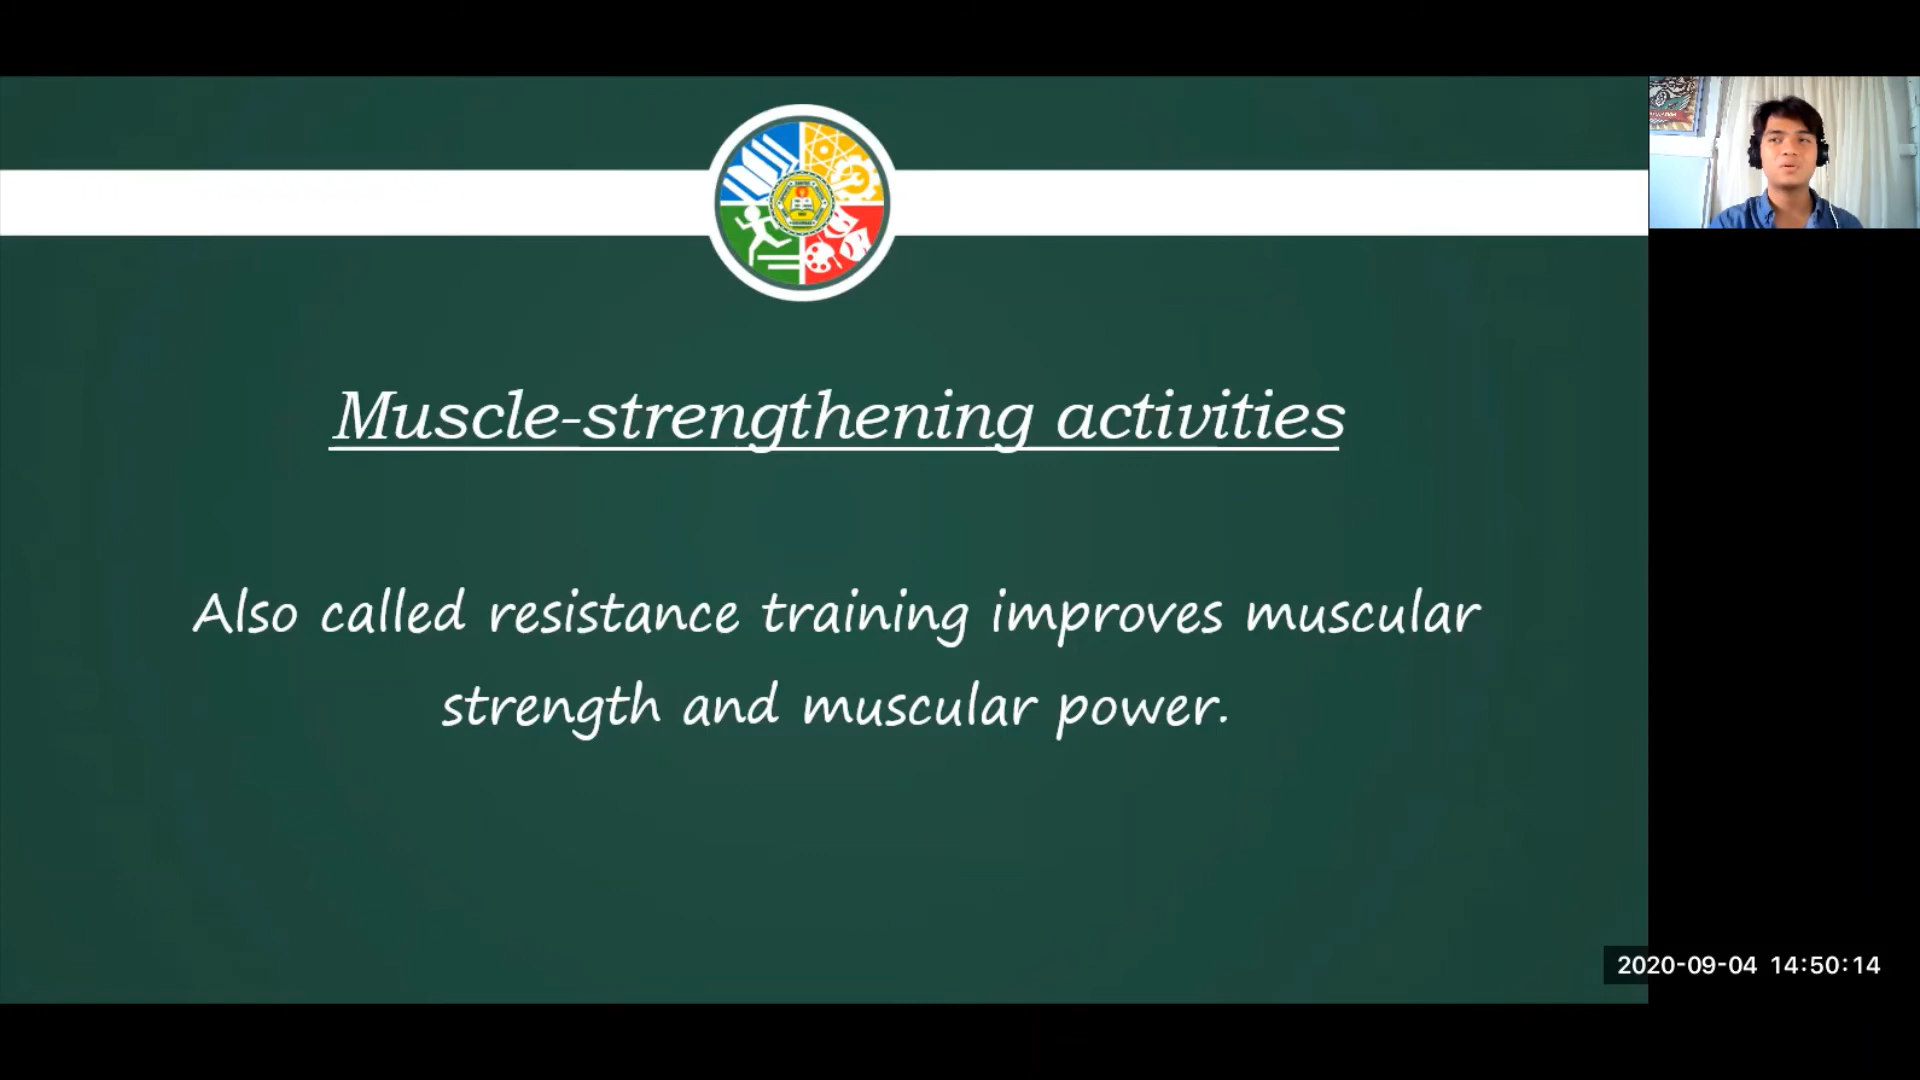 Muscle-strengthening activities
Also called resistance training improves muscular
strength and muscular power.
2020-09-04 14:50:14